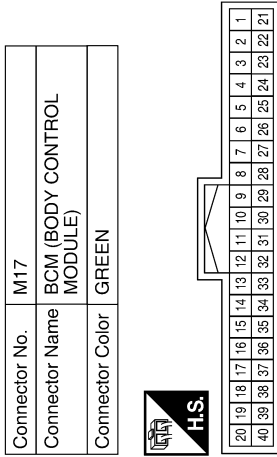 Connector No. M17
Connector Name BCM (BODY CONTROL
MODULE)
Connector Color GREEN
H.S.
20 19 18 17 16 15 14 13 12 11 10 9 8 7 6 5 4 3 2 1
40 39 38 37 36 35 34 33 32 31 30 29 28 27 26 25 24 23 22 21